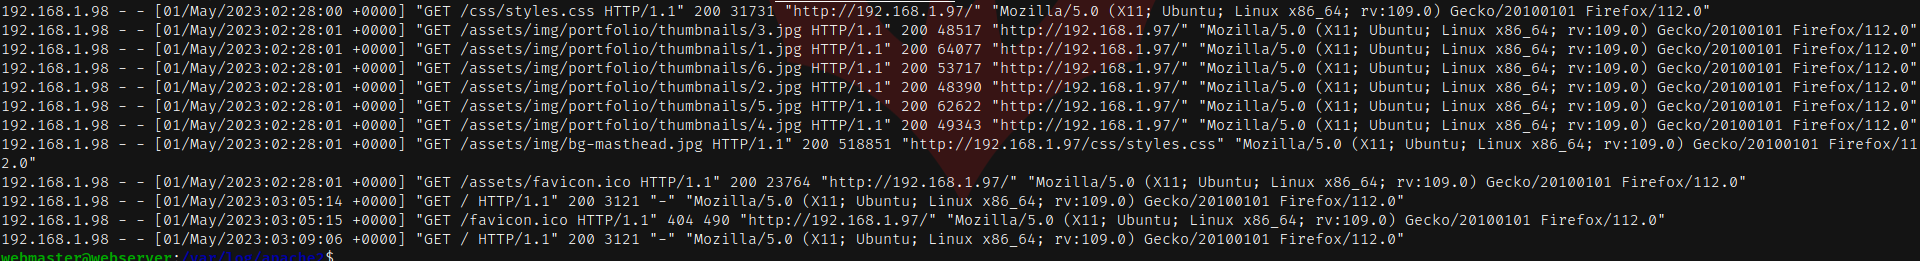 192.168.1.98 - - [01/May/2023:02:28:00 +0000] "GET /css/styles.css HTTP/1.1" 200 31731 "http://192.168.1.97/" "Mozilla/5.0 (X11; Ubuntu; Linux x86_64; rv:109.0) Gecko/20100101 Firefox/112.0"
192.168.1.98 - - [01/May/2023:02:28:01 +0000] "GET /assets/img/portfolio/thumbnails/3.jpg HTTP/1.1" 200 48517 "http://192.168.1.97/" "Mozilla/5.0 (X11; Ubuntu; Linux x86_64; rv:109.0) Gecko/20100101 Firefox/112.0"
192.168.1.98 - - [01/May/2023:02:28:01 +0000] "GET /assets/img/portfolio/thumbnails/1.jpg HTTP/1.1" 200 64077 "http://192.168.1.97/" "Mozilla/5.0 (X11; Ubuntu; Linux x86_64; rv:109.0) Gecko/20100101 Firefox/112.0"
192.168.1.98 - - [01/May/2023:02:28:01 +0000] "GET /assets/img/portfolio/thumbnails/6.jpg HTTP/1.1" 200 53717 "http://192.168.1.97/" "Mozilla/5.0 (X11; Ubuntu; Linux x86_64; rv:109.0) Gecko/20100101 Firefox/112.0"
192.168.1.98 - - [01/May/2023:02:28:01 +0000] "GET /assets/img/portfolio/thumbnails/2.jpg HTTP/1.1" 200 48390 "http://192.168.1.97/" "Mozilla/5.0 (X11; Ubuntu; Linux x86_64; rv:109.0) Gecko/20100101 Firefox/112.0"
192.168.1.98 - - [01/May/2023:02:28:01 +0000] "GET /assets/img/portfolio/thumbnails/5.jpg HTTP/1.1" 200 62622 "http://192.168.1.97/" "Mozilla/5.0 (X11; Ubuntu; Linux x86_64; rv:109.0) Gecko/20100101 Firefox/112.0"
192.168.1.98 - - [01/May/2023:02:28:01 +0000] "GET /assets/img/portfolio/thumbnails/4.jpg HTTP/1.1" 200 49343 "http://192.168.1.97/" "Mozilla/5.0 (X11; Ubuntu; Linux x86_64; rv:109.0) Gecko/20100101 Firefox/112.0"
192.168.1.98 - - [01/May/2023:02:28:01 +0000] "GET /assets/img/bg-masthead.jpg HTTP/1.1" 200 518851 "http://192.168.1.97/css/styles.css" "Mozilla/5.0 (X11; Ubuntu; Linux x86_64; rv:109.0) Gecko/20100101 Firefox/11
2.0"
192.168.1.98 - - [01/May/2023:02:28:01 +0000] "GET /assets/favicon.ico HTTP/1.1" 200 23764 "http://192.168.1.97/" "Mozilla/5.0 (X11; Ubuntu; Linux x86_64; rv:109.0) Gecko/20100101 Firefox/112.0"
192.168.1.98 - - [01/May/2023:03:05:14 +0000] "GET / HTTP/1.1" 200 3121 "-" "Mozilla/5.0 (X11; Ubuntu; Linux x86_64; rv:109.0) Gecko/20100101 Firefox/112.0"
192.168.1.98 - - [01/May/2023:03:05:15 +0000] "GET /favicon.ico HTTP/1.1" 404 490 "http://192.168.1.97/" "Mozilla/5.0 (X11; Ubuntu; Linux x86_64; rv:109.0) Gecko/20100101 Firefox/112.0"
192.168.1.98 - - [01/May/2023:03:09:06 +0000] "GET / HTTP/1.1" 200 3121 "-" "Mozilla/5.0 (X11; Ubuntu; Linux x86_64; rv:109.0) Gecko/20100101 Firefox/112.0"
webmaster@webserver:/var/log/apache2$